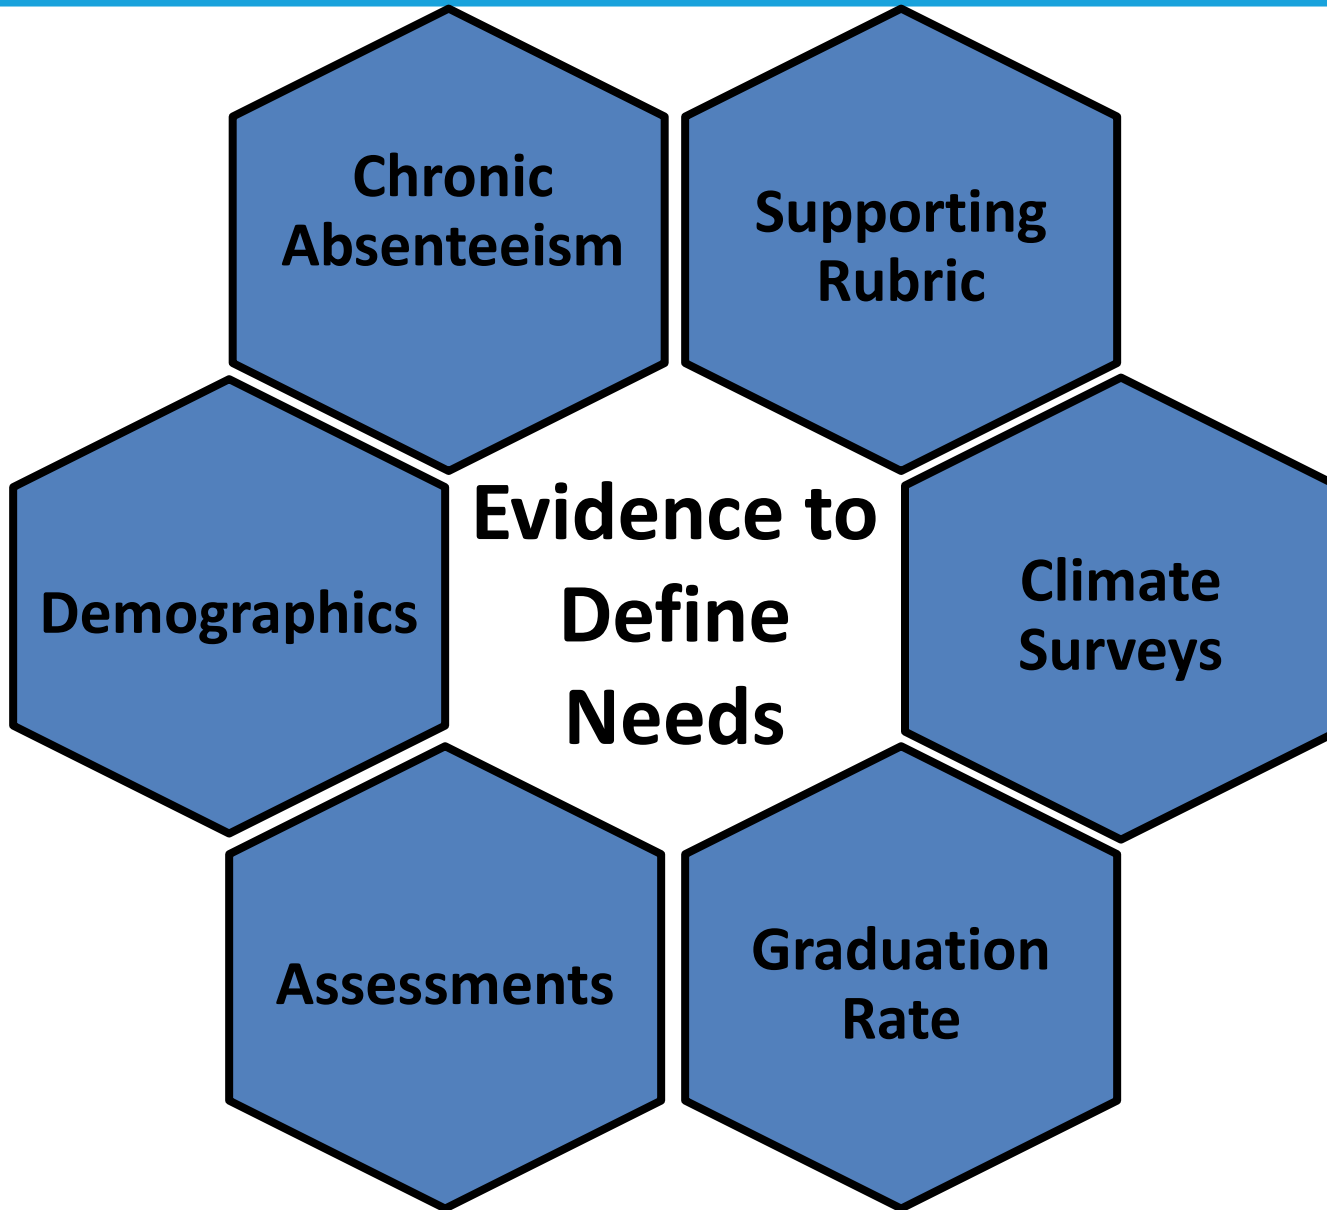 Chronic
Absenteeism
Supporting
Rubric
Evidence to
Define
Needs
Demographics
Climate
Surveys
Assessments
Graduation
Rate